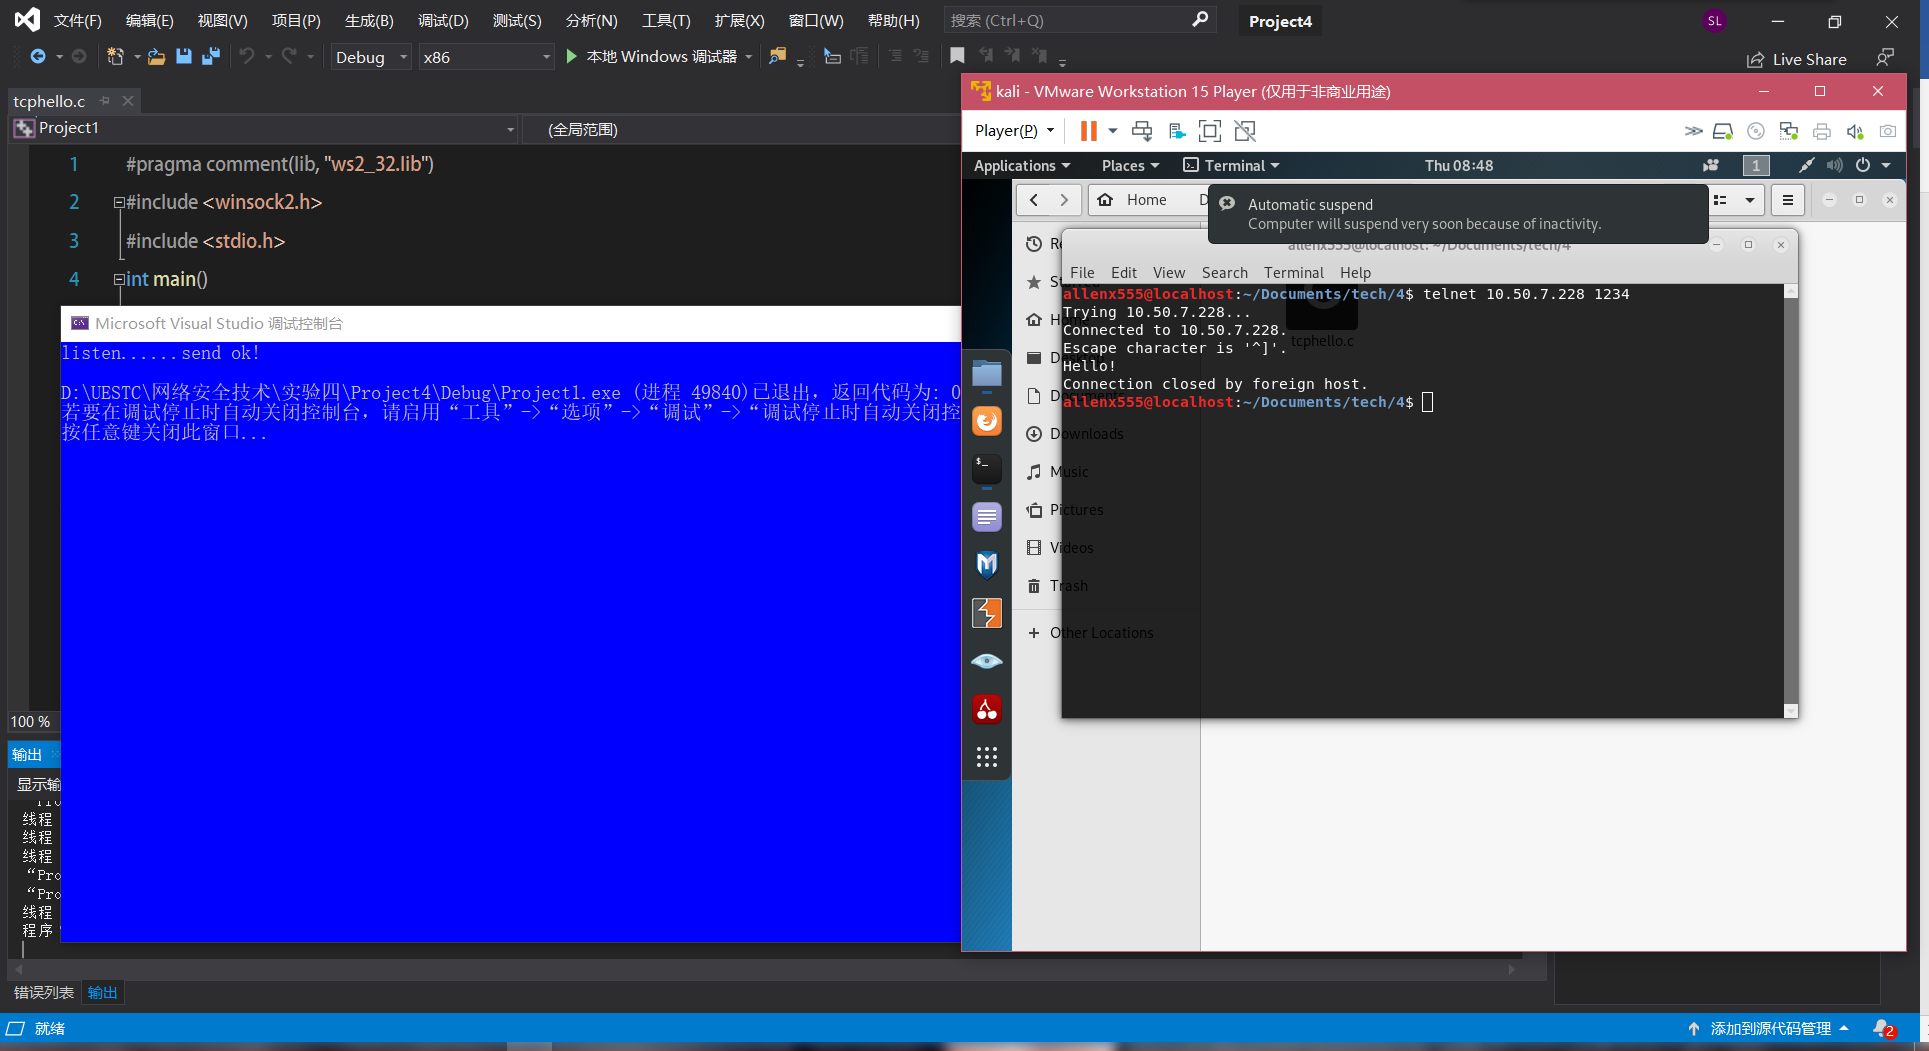 文件(F) 编辑(E) 视图(V) 项目(P) 生成(B) 调试(D) 测试(S) 分析(N) 工具(T) 扩展(X) 窗口(W) 帮助(H) 搜索 (Ctrl+Q) Project4 SL
Debug x86 本地 Windows 调试器 Live Share
tcphello.c
Project1 (全局范围)
1 #pragma comment(lib, "ws2_32.lib")
2 #include <winsock2.h>
3 #include <stdio.h>
4 int main()
Microsoft Visual Studio 调试控制台
listen......send ok!
D:\UESTC\网络安全技术\实验四\Project4\Debug\Project1.exe (进程 49840)已退出，返回代码为: 0
若要在调试停止时自动关闭控制台，请启用“工具”->“选项”->“调试”->“调试停止时自动关闭控
按任意键关闭此窗口...
100 %
输出
显示输
线程
线程
线程
“Pro
“Pro
线程
程序
错误列表 输出
就绪
添加到源代码管理 2
kali - VMware Workstation 15 Player (仅用于非商业用途)
Player(P)
Applications Places Terminal Thu 08:48 1
Home D
Automatic suspend
Computer will suspend very soon because of inactivity.
allenx555@localhost: ~/Documents/tech/4
File Edit View Search Terminal Help
allenx555@localhost:~/Documents/tech/4$ telnet 10.50.7.228 1234
Trying 10.50.7.228...
Connected to 10.50.7.228.
Escape character is '^]'.
Hello!
Connection closed by foreign host.
allenx555@localhost:~/Documents/tech/4$
tcphello.c
Downloads
Music
Pictures
Videos
Trash
Other Locations